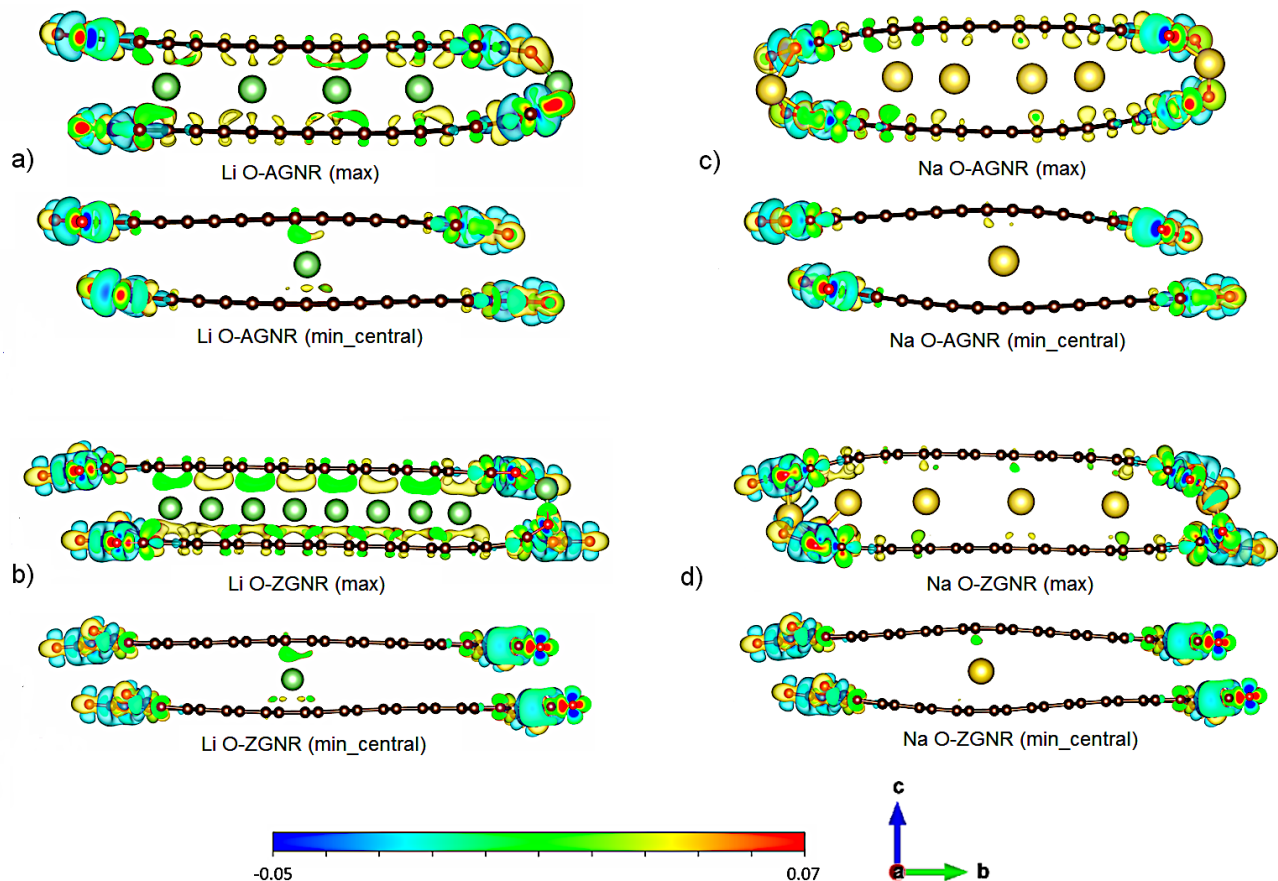 a)
Li O-AGNR (max)
c)
Na O-AGNR (max)
Li O-AGNR (min_central)
Na O-AGNR (min_central)
b)
Li O-ZGNR (max)
d)
Na O-ZGNR (max)
Li O-ZGNR (min_central)
Na O-ZGNR (min_central)
-0.05
0.07
c
a
b